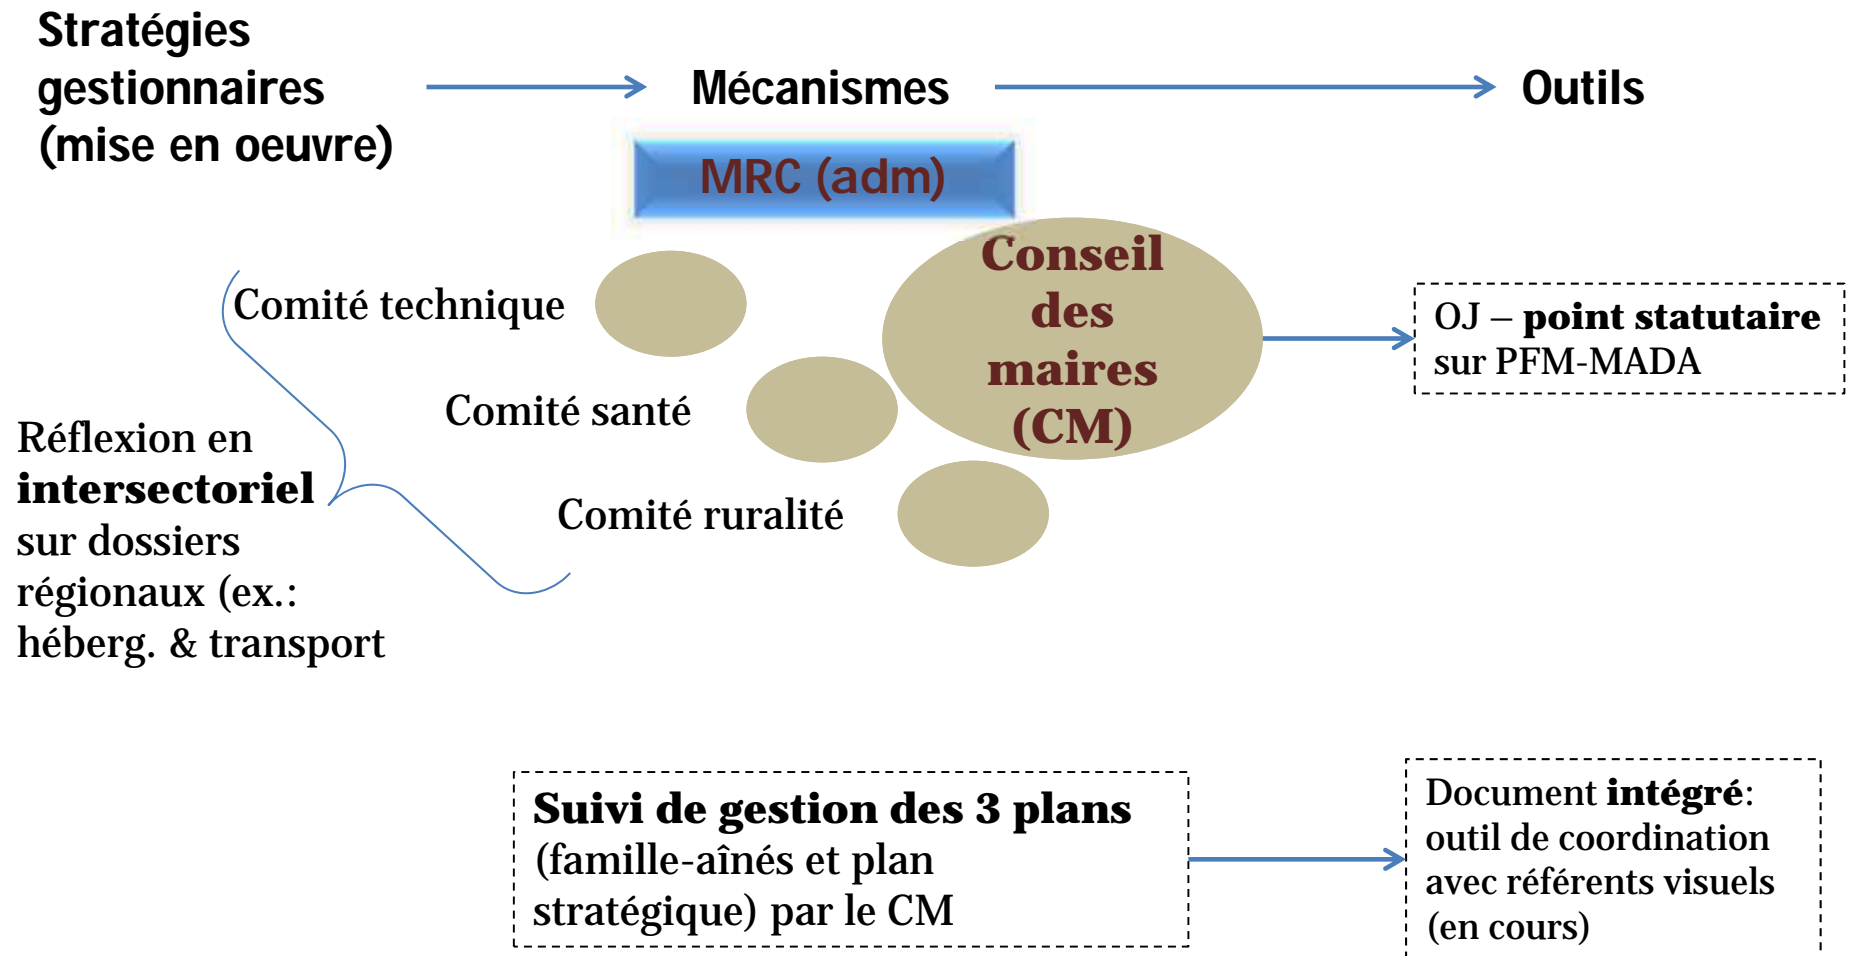 Stratégies
gestionnaires
(mise en oeuvre)
Mécanismes
Outils
MRC (adm)
Conseil
des
maires
(CM)
Comité technique
Comité santé
Comité ruralité
OJ – point statutaire
sur PFM-MADA
Réflexion en
intersectoriel
sur dossiers
régionaux (ex.:
héberg. & transport
Suivi de gestion des 3 plans
(famille-aînés et plan
stratégique) par le CM
Document intégré:
outil de coordination
avec référents visuels
(en cours)